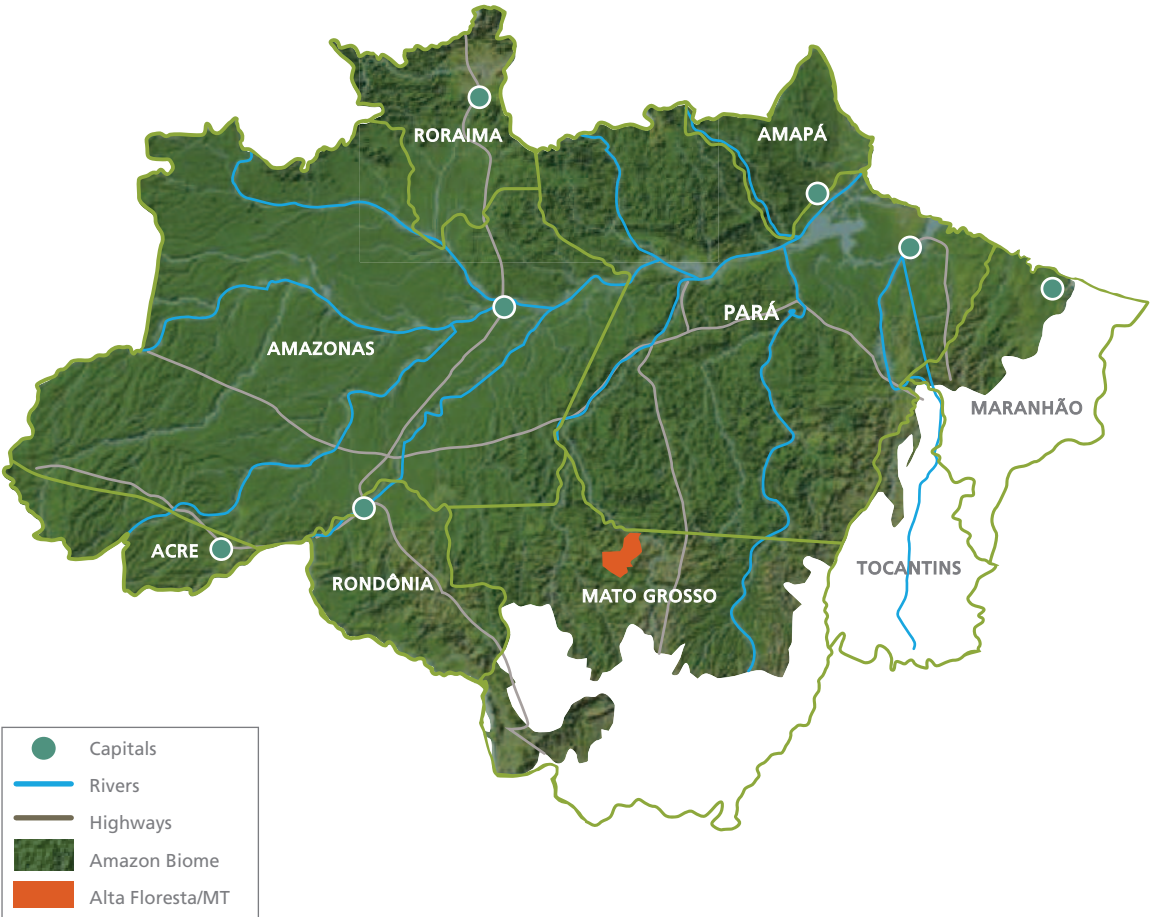 RORAIMA
AMAPÁ
PARÁ
AMAZONAS
MARANHÃO
ACRE
TOCANTINS
RONDÔNIA
MATO GROSSO
Capitals
Rivers
Highways
Amazon Biome
Alta Floresta/MT